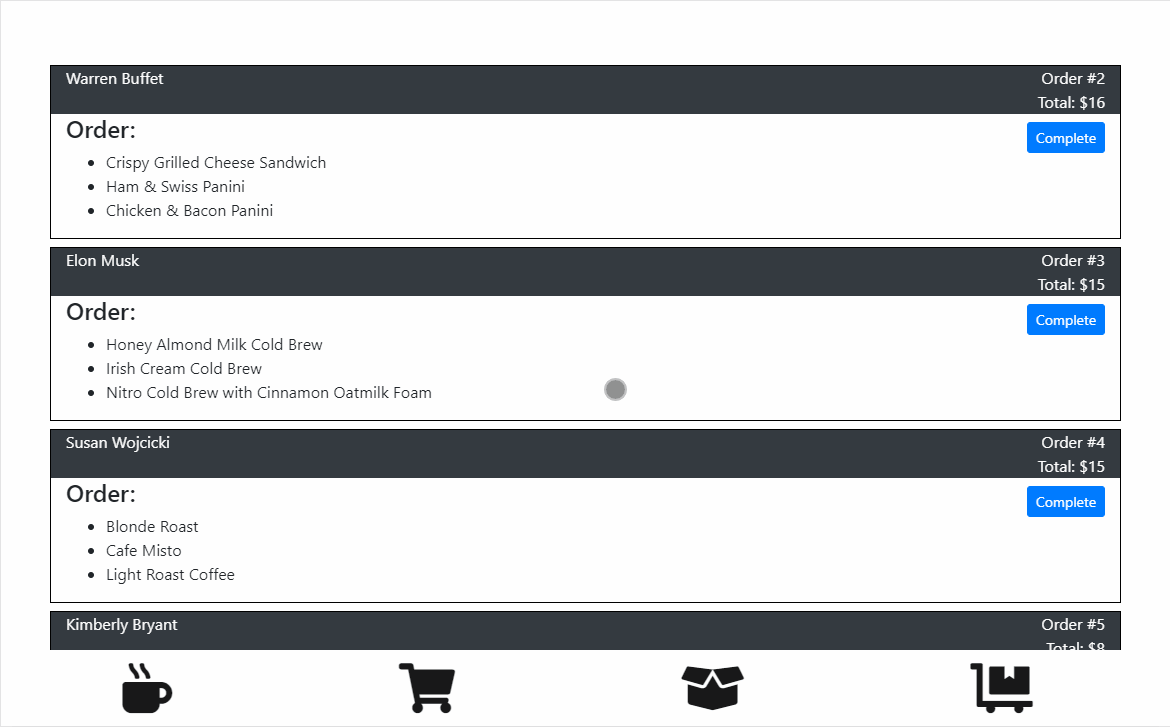 Warren Buffet Order #2
Total: $16
Order: Complete
Crispy Grilled Cheese Sandwich
Ham & Swiss Panini
Chicken & Bacon Panini
Elon Musk Order #3
Total: $15
Order: Complete
Honey Almond Milk Cold Brew
Irish Cream Cold Brew
Nitro Cold Brew with Cinnamon Oatmilk Foam
Susan Wojcicki Order #4
Total: $15
Order: Complete
Blonde Roast
Cafe Misto
Light Roast Coffee
Kimberly Bryant Order #5
Total: $8